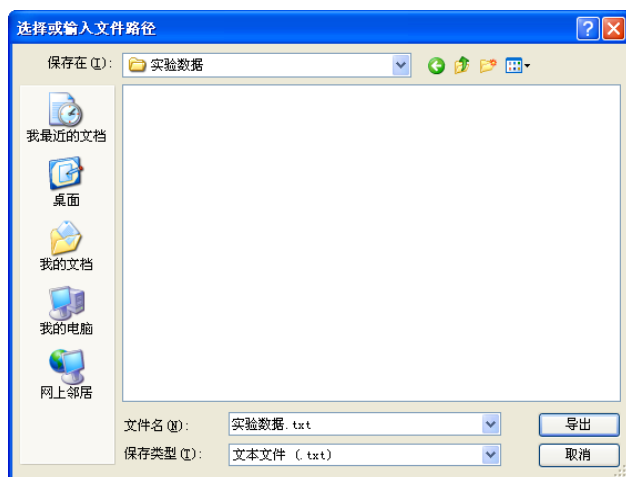 选择或输入文件路径
保存在(I):
实验数据
我最近的文档
桌面
我的文档
我的电脑
网上邻居
文件名(N):
实验数据.txt
导出
保存类型(T):
文本文件 (.txt)
取消